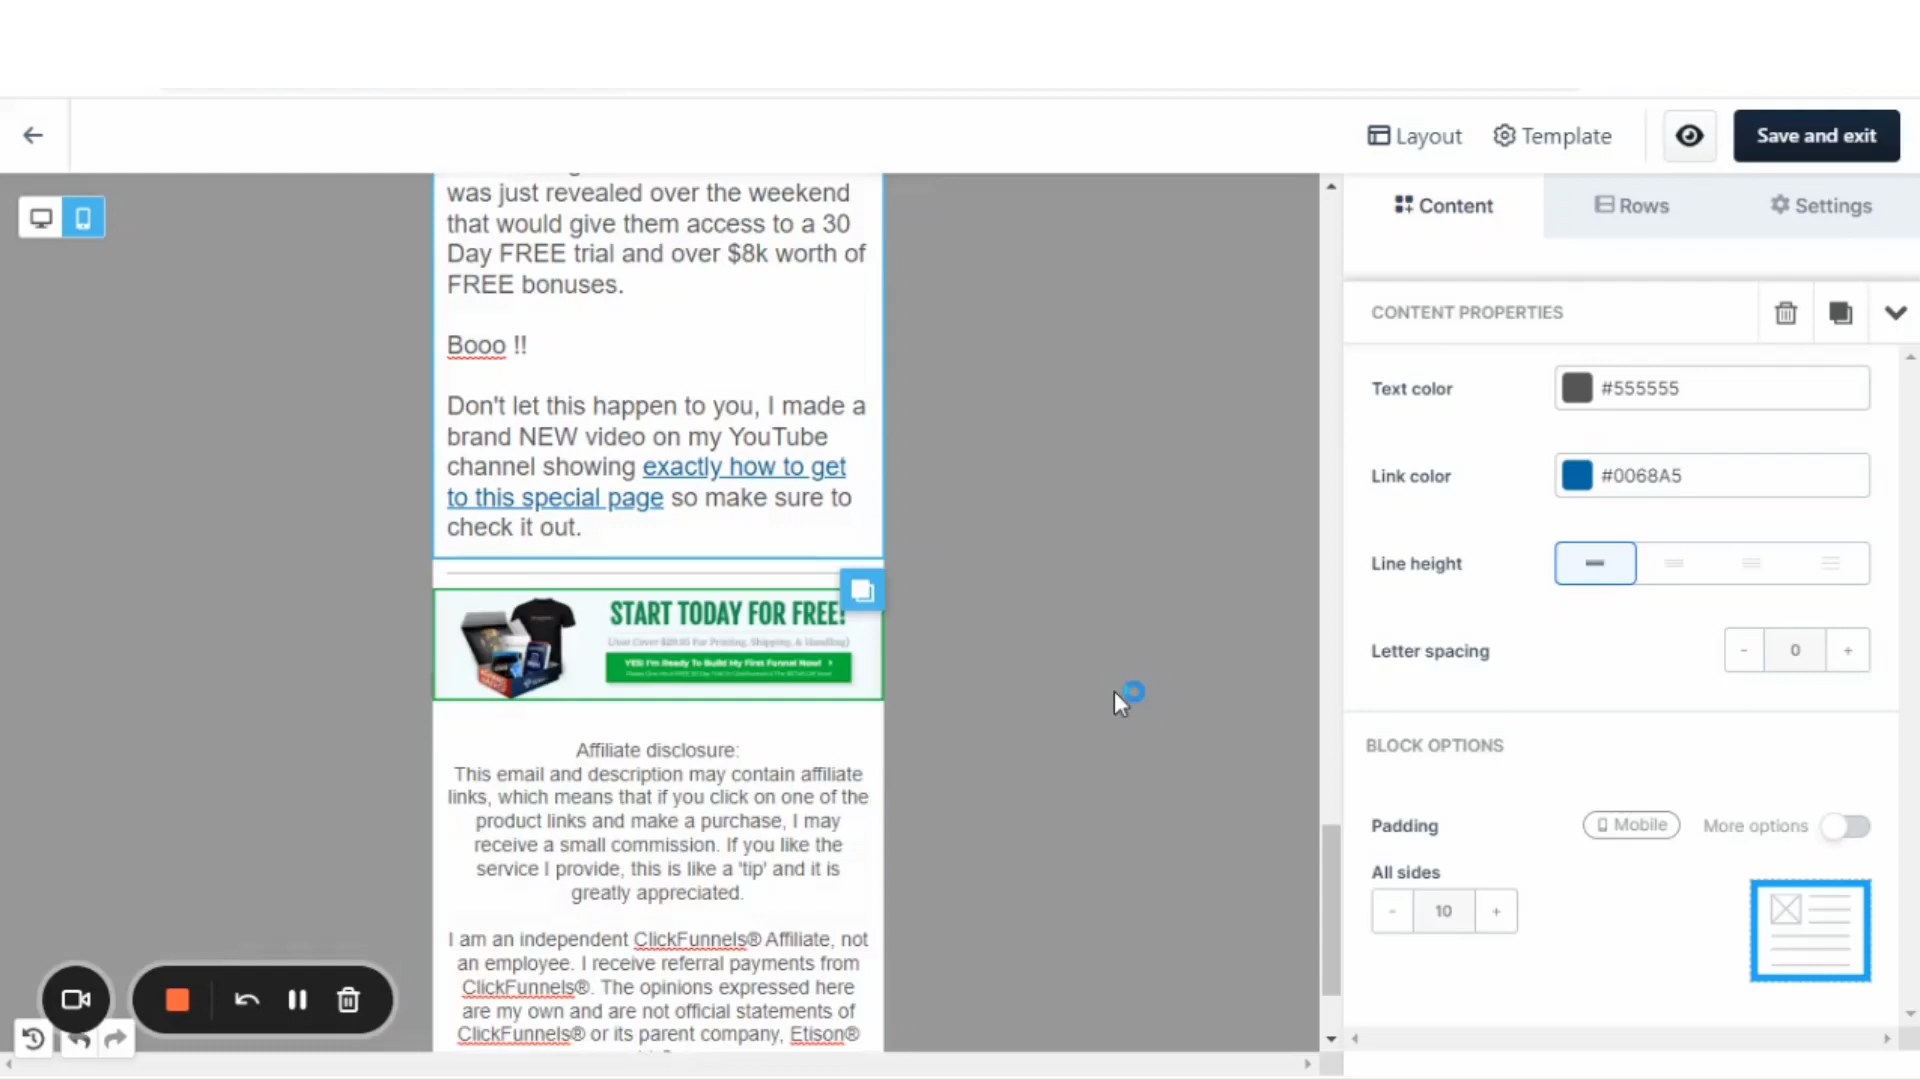 Layout
Template
Save and exit
Content
Rows
Settings
was just revealed over the weekend
that would give them access to a 30
Day FREE trial and over $8k worth of
FREE bonuses.
Booo !!
Don't let this happen to you, I made a
brand NEW video on my YouTube
channel showing exactly how to get
to this special page so make sure to
check it out.
START TODAY FOR FREE!
YES! I'm Ready To Build My First Funnel Now!
Affiliate disclosure:
This email and description may contain affiliate
links, which means that if you click on one of the
product links and make a purchase, I may
receive a small commission. If you like the
service I provide, this is like a 'tip' and it is
greatly appreciated.
I am an independent ClickFunnels® Affiliate, not
an employee. I receive referral payments from
ClickFunnels®. The opinions expressed here
are my own and are not official statements of
ClickFunnels® or its parent company, Etison®
CONTENT PROPERTIES
Text color
#555555
Link color
#0068A5
Line height
Letter spacing
- 0 +
BLOCK OPTIONS
Padding
Mobile
More options
All sides
- 10 +